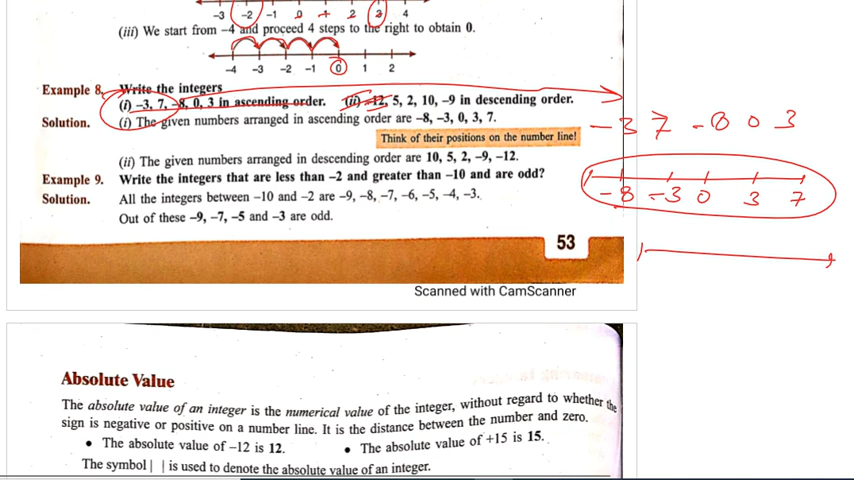 −3 −2 −1 0 1 2 3 4
(iii) We start from −4 and proceed 4 steps to the right to obtain 0.
−4 −3 −2 −1 0 1 2
Example 8. Write the integers
(i) −3, 7, −8, 0, 3 in ascending order. (ii) −12, 5, 2, 10, −9 in descending order.
Solution. (i) The given numbers arranged in ascending order are −8, −3, 0, 3, 7.
−3 7 −8 0 3
Think of their positions on the number line!
(ii) The given numbers arranged in descending order are 10, 5, 2, −9, −12.
Example 9. Write the integers that are less than −2 and greater than −10 and are odd?
−8 −3 0 3 7
Solution. All the integers between −10 and −2 are −9, −8, −7, −6, −5, −4, −3.
Out of these −9, −7, −5 and −3 are odd.
53
Scanned with CamScanner
Absolute Value
The absolute value of an integer is the numerical value of the integer, without regard to whether the
sign is negative or positive on a number line. It is the distance between the number and zero.
• The absolute value of −12 is 12. • The absolute value of +15 is 15.
The symbol | | is used to denote the absolute value of an integer.